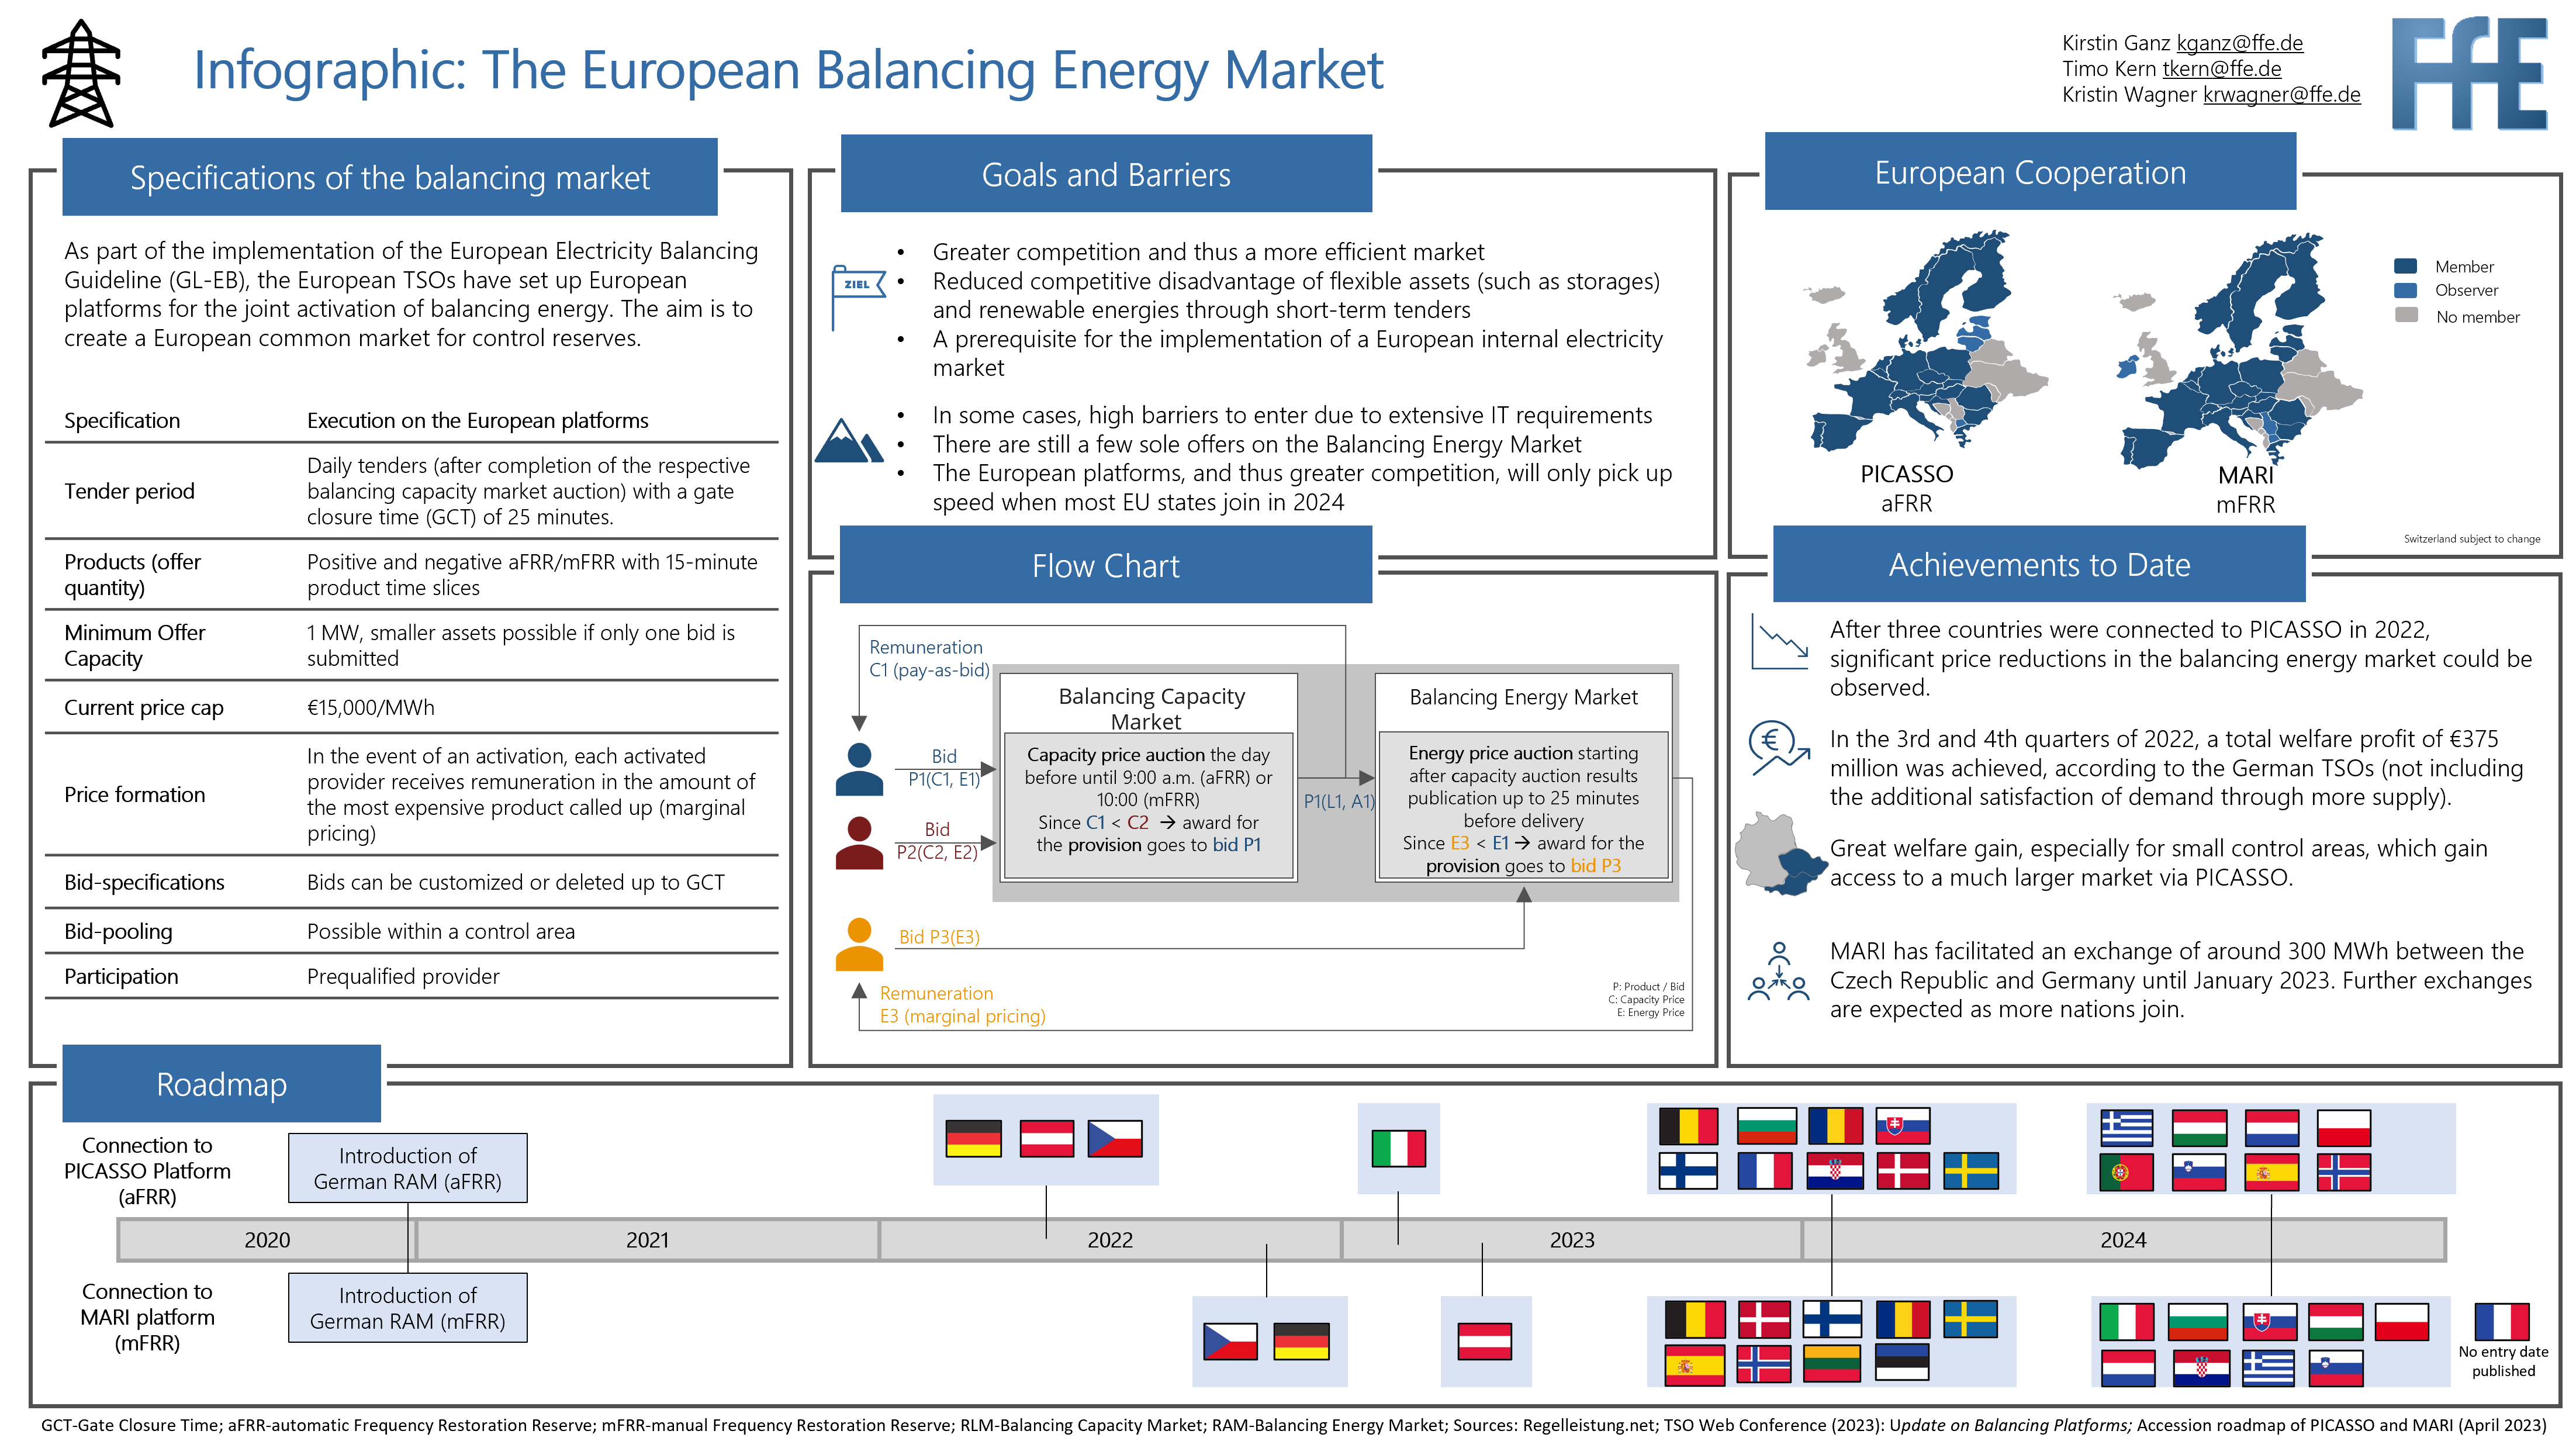 Infographic: The European Balancing Energy Market
Kirstin Ganz kganz@ffe.de
Timo Kern tkern@ffe.de
Kristin Wagner krwagner@ffe.de
FfE
Specifications of the balancing market
As part of the implementation of the European Electricity Balancing
Guideline (GL-EB), the European TSOs have set up European
platforms for the joint activation of balancing energy. The aim is to
create a European common market for control reserves.
Specification Execution on the European platforms
Tender period
Daily tenders (after completion of the respective
balancing capacity market auction) with a gate
closure time (GCT) of 25 minutes.
Products (offer
quantity)
Positive and negative aFRR/mFRR with 15-minute
product time slices
Minimum Offer
Capacity
1 MW, smaller assets possible if only one bid is
submitted
Current price cap €15,000/MWh
Price formation
In the event of an activation, each activated
provider receives remuneration in the amount of
the most expensive product called up (marginal
pricing)
Bid-specifications Bids can be customized or deleted up to GCT
Bid-pooling Possible within a control area
Participation Prequalified provider
Goals and Barriers
ZIEL
• Greater competition and thus a more efficient market
• Reduced competitive disadvantage of flexible assets (such as storages)
and renewable energies through short-term tenders
• A prerequisite for the implementation of a European internal electricity
market
• In some cases, high barriers to enter due to extensive IT requirements
• There are still a few sole offers on the Balancing Energy Market
• The European platforms, and thus greater competition, will only pick up
speed when most EU states join in 2024
Flow Chart
Remuneration
C1 (pay-as-bid)
Bid
P1(C1, E1)
Bid
P2(C2, E2)
Balancing Capacity
Market
Capacity price auction the day
before until 9:00 a.m. (aFRR) or
10:00 (mFRR)
Since C1 < C2 → award for
the provision goes to bid P1
P1(L1, A1)
Balancing Energy Market
Energy price auction starting
after capacity auction results
publication up to 25 minutes
before delivery
Since E3 < E1 → award for the
provision goes to bid P3
Bid P3(E3)
Remuneration
E3 (marginal pricing)
P: Product / Bid
C: Capacity Price
E: Energy Price
European Cooperation
Member
Observer
No member
PICASSO
aFRR
MARI
mFRR
Switzerland subject to change
Achievements to Date
After three countries were connected to PICASSO in 2022,
significant price reductions in the balancing energy market could be
observed.
€
In the 3rd and 4th quarters of 2022, a total welfare profit of €375
million was achieved, according to the German TSOs (not including
the additional satisfaction of demand through more supply).
Great welfare gain, especially for small control areas, which gain
access to a much larger market via PICASSO.
MARI has facilitated an exchange of around 300 MWh between the
Czech Republic and Germany until January 2023. Further exchanges
are expected as more nations join.
Roadmap
Connection to
PICASSO Platform
(aFRR)
Introduction of
German RAM (aFRR)
2020 2021 2022 2023 2024
Connection to
MARI platform
(mFRR)
Introduction of
German RAM (mFRR)
No entry date
published
GCT-Gate Closure Time; aFRR-automatic Frequency Restoration Reserve; mFRR-manual Frequency Restoration Reserve; RLM-Balancing Capacity Market; RAM-Balancing Energy Market; Sources: Regelleistung.net; TSO Web Conference (2023): Update on Balancing Platforms; Accession roadmap of PICASSO and MARI (April 2023)